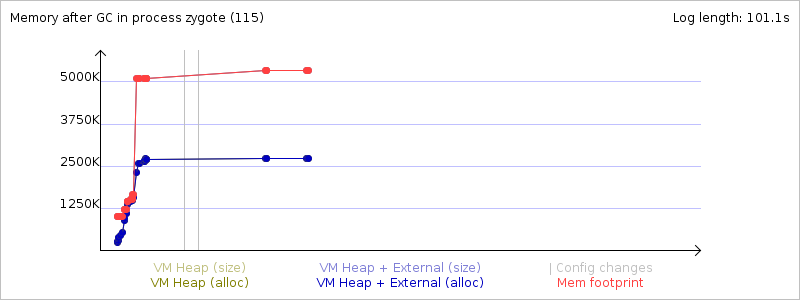 Memory after GC in process zygote (115)
Log length: 101.1s
5000K
3750K
2500K
1250K
VM Heap (size)
VM Heap + External (size)
| Config changes
VM Heap (alloc)
VM Heap + External (alloc)
Mem footprint